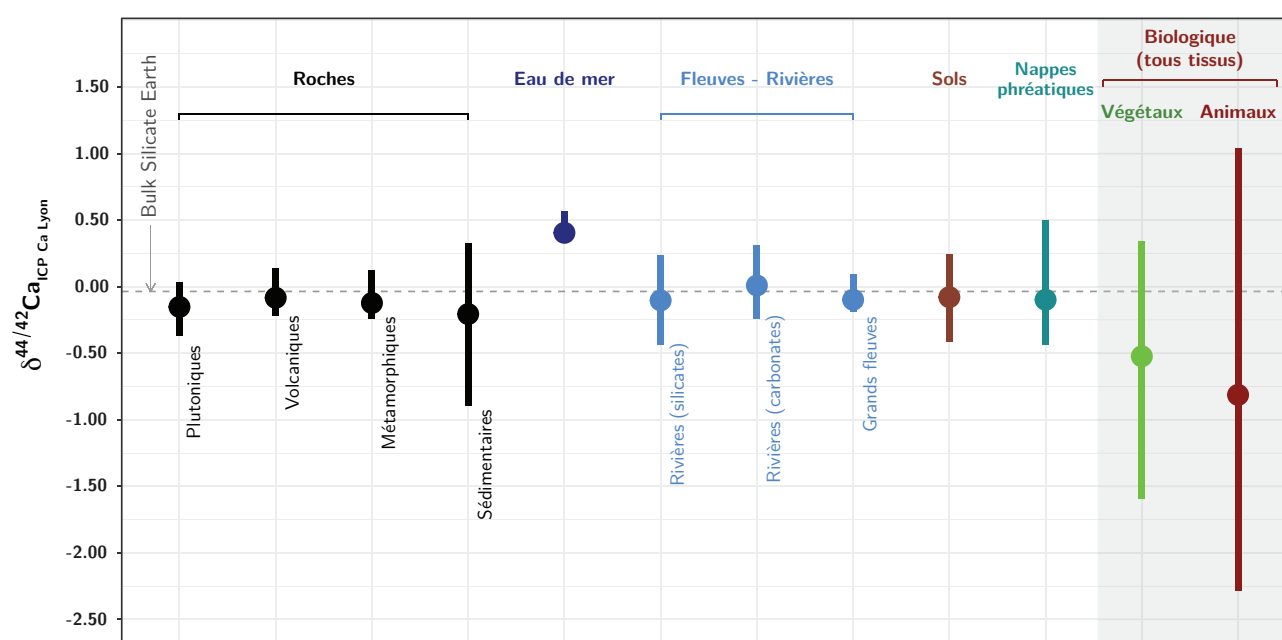 Roches
Eau de mer
Fleuves - Rivières
Sols
Nappes
phréatiques
Biologique
(tous tissus)
Végétaux
Animaux
Bulk Silicate Earth
δ44/42Ca ICP Ca Lyon
1.50
1.00
0.50
0.00
-0.50
-1.00
-1.50
-2.00
-2.50
Plutoniques
Volcaniques
Métamorphiques
Sédimentaires
Rivières (silicates)
Rivières (carbonates)
Grands fleuves